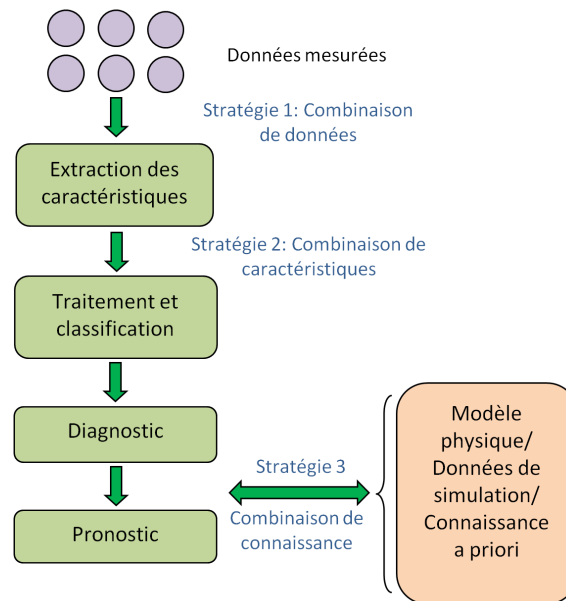 Données mesurées
Stratégie 1: Combinaison
de données
Extraction des
caractéristiques
Stratégie 2: Combinaison de
caractéristiques
Traitement et
classification
Diagnostic
Stratégie 3
Combinaison de
connaissance
Pronostic
Modèle
physique/
Données de
simulation/
Connaissance
a priori